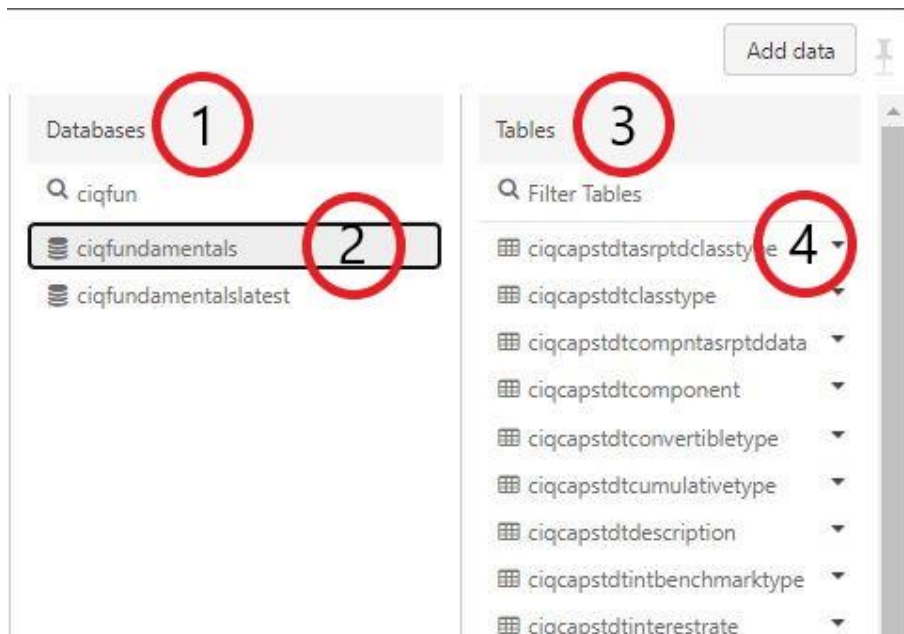 Add data
Databases 1
ciqfun
ciqfundamentals 2
ciqfundamentalslatest
Tables 3
Filter Tables
ciqcapstdtasrptdclasstype 4
ciqcapstdtclasstype
ciqcapstdtcompntasrptddata
ciqcapstdtcomponent
ciqcapstdtconvertibletype
ciqcapstdtcumulativetype
ciqcapstdtdescription
ciqcapstdtintbenchmarktype
ciqcapstdtinterestrate